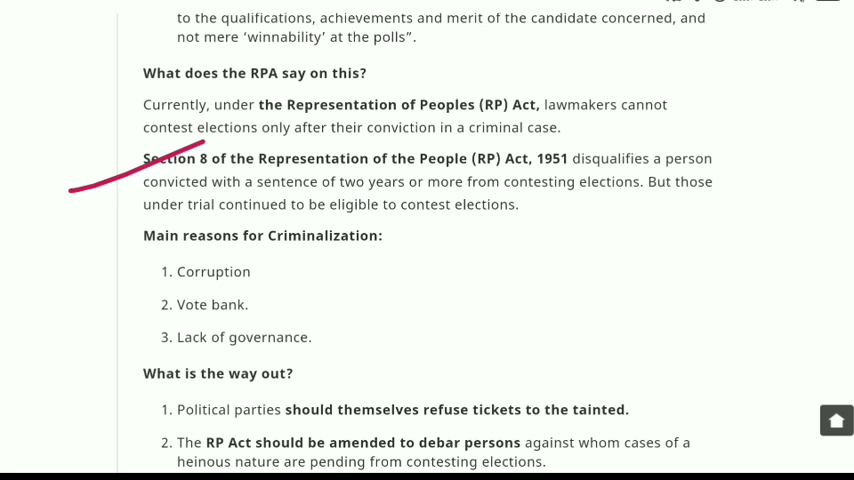 to the qualifications, achievements and merit of the candidate concerned, and
not mere ‘winnability’ at the polls”.
What does the RPA say on this?
Currently, under the Representation of Peoples (RP) Act, lawmakers cannot
contest elections only after their conviction in a criminal case.
Section 8 of the Representation of the People (RP) Act, 1951 disqualifies a person
convicted with a sentence of two years or more from contesting elections. But those
under trial continued to be eligible to contest elections.
Main reasons for Criminalization:
1. Corruption
2. Vote bank.
3. Lack of governance.
What is the way out?
1. Political parties should themselves refuse tickets to the tainted.
2. The RP Act should be amended to debar persons against whom cases of a
heinous nature are pending from contesting elections.